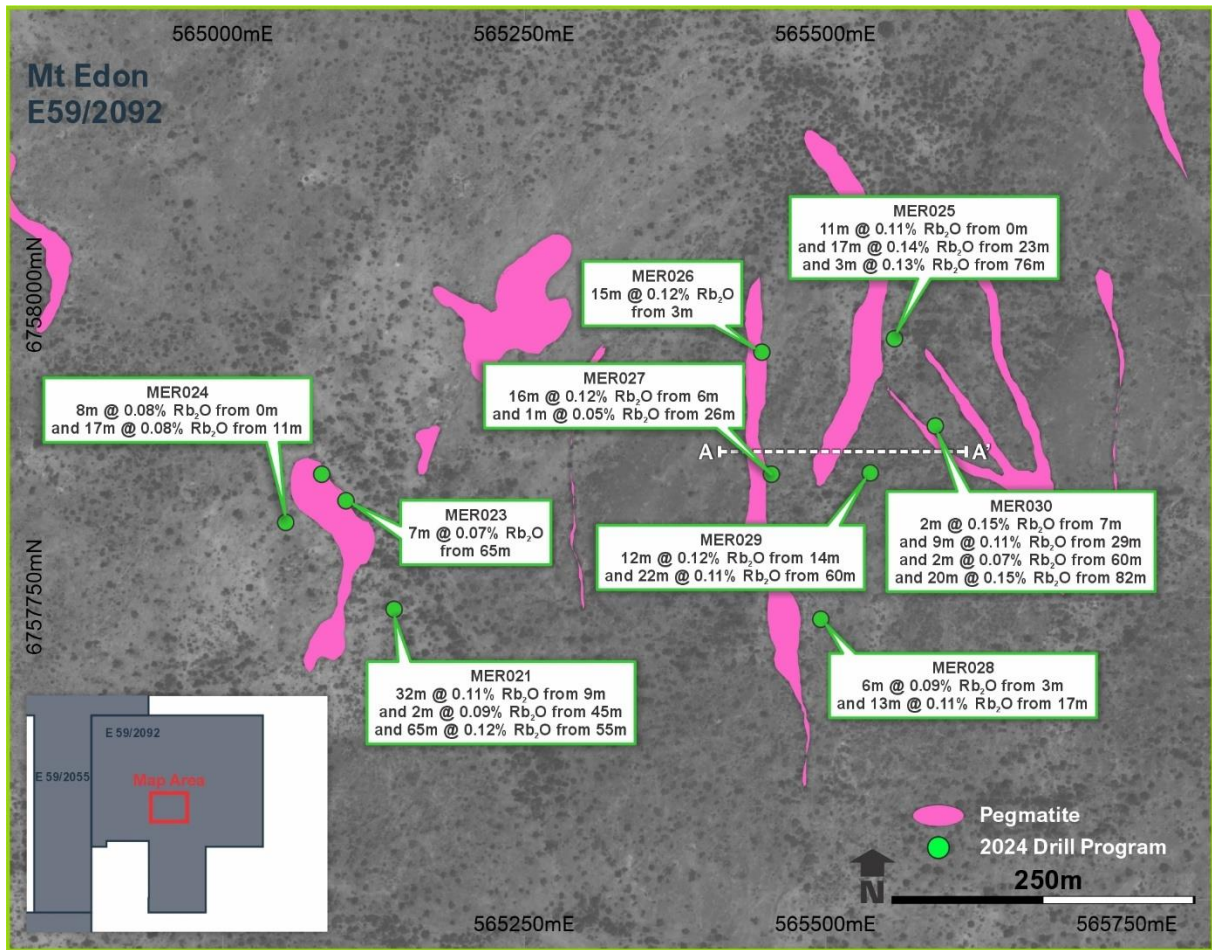 565000mE
565250mE
565500mE
Mt Edon
E59/2092
6758000mN
6757750mN
MER025
11m @ 0.11% Rb₂O from 0m
and 17m @ 0.14% Rb₂O from 23m
and 3m @ 0.13% Rb₂O from 76m
MER026
15m @ 0.12% Rb₂O
from 3m
MER027
16m @ 0.12% Rb₂O from 6m
and 1m @ 0.05% Rb₂O from 26m
MER024
8m @ 0.08% Rb₂O from 0m
and 17m @ 0.08% Rb₂O from 11m
A
A'
MER023
7m @ 0.07% Rb₂O
from 65m
MER029
12m @ 0.12% Rb₂O from 14m
and 22m @ 0.11% Rb₂O from 60m
MER030
2m @ 0.15% Rb₂O from 7m
and 9m @ 0.11% Rb₂O from 29m
and 2m @ 0.07% Rb₂O from 60m
and 20m @ 0.15% Rb₂O from 82m
MER021
32m @ 0.11% Rb₂O from 9m
and 2m @ 0.09% Rb₂O from 45m
and 65m @ 0.12% Rb₂O from 55m
MER028
6m @ 0.09% Rb₂O from 3m
and 13m @ 0.11% Rb₂O from 17m
E 59/2092
E 59/2055
Map Area
Pegmatite
2024 Drill Program
N
250m
565250mE
565500mE
565750mE